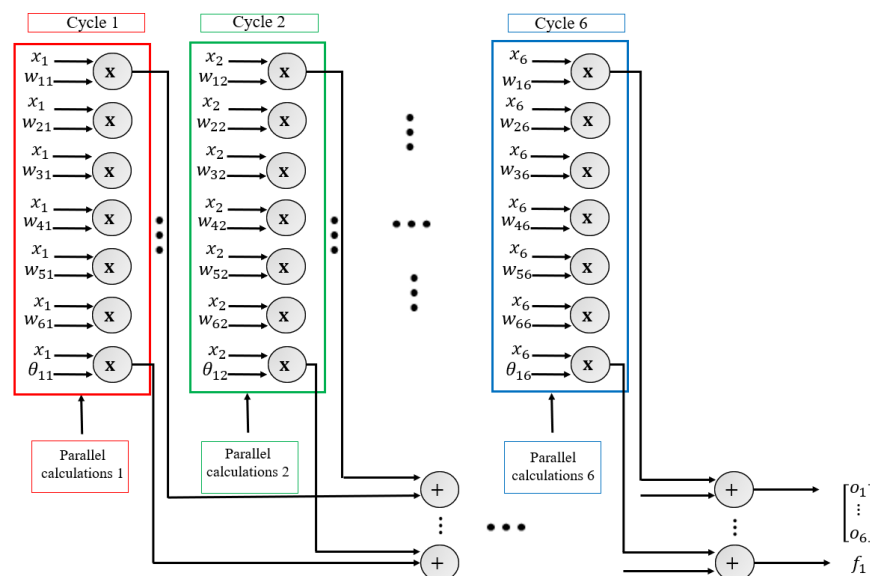 Cycle 1
Cycle 2
Cycle 6
x₁
w₁₁
x
x₁
w₂₁
x
x₁
w₃₁
x
x₁
w₄₁
x
x₁
w₅₁
x
x₁
w₆₁
x
x₁
θ₁₁
x
x₂
w₁₂
x
x₂
w₂₂
x
x₂
w₃₂
x
x₂
w₄₂
x
x₂
w₅₂
x
x₂
w₆₂
x
x₂
θ₁₂
x
x₆
w₁₆
x
x₆
w₂₆
x
x₆
w₃₆
x
x₆
w₄₆
x
x₆
w₅₆
x
x₆
w₆₆
x
x₆
θ₁₆
x
Parallel
calculations 1
Parallel
calculations 2
Parallel
calculations 6
+
+
+
+
o₁
⋮
o₆
f₁